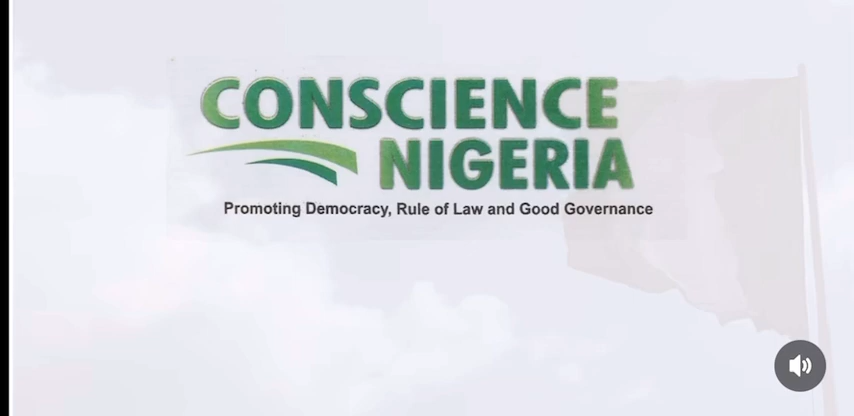 CONSCIENCE
NIGERIA
Promoting Democracy, Rule of Law and Good Governance